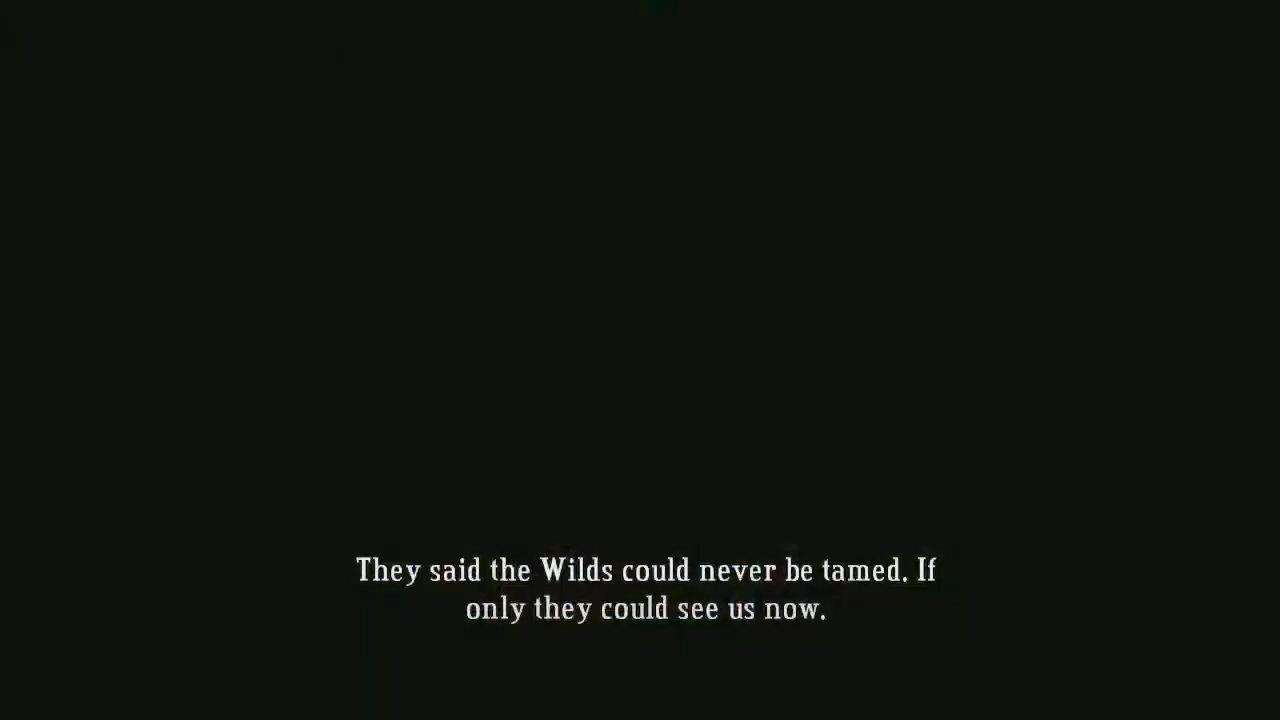 They said the Wilds could never be tamed. If
only they could see us now.